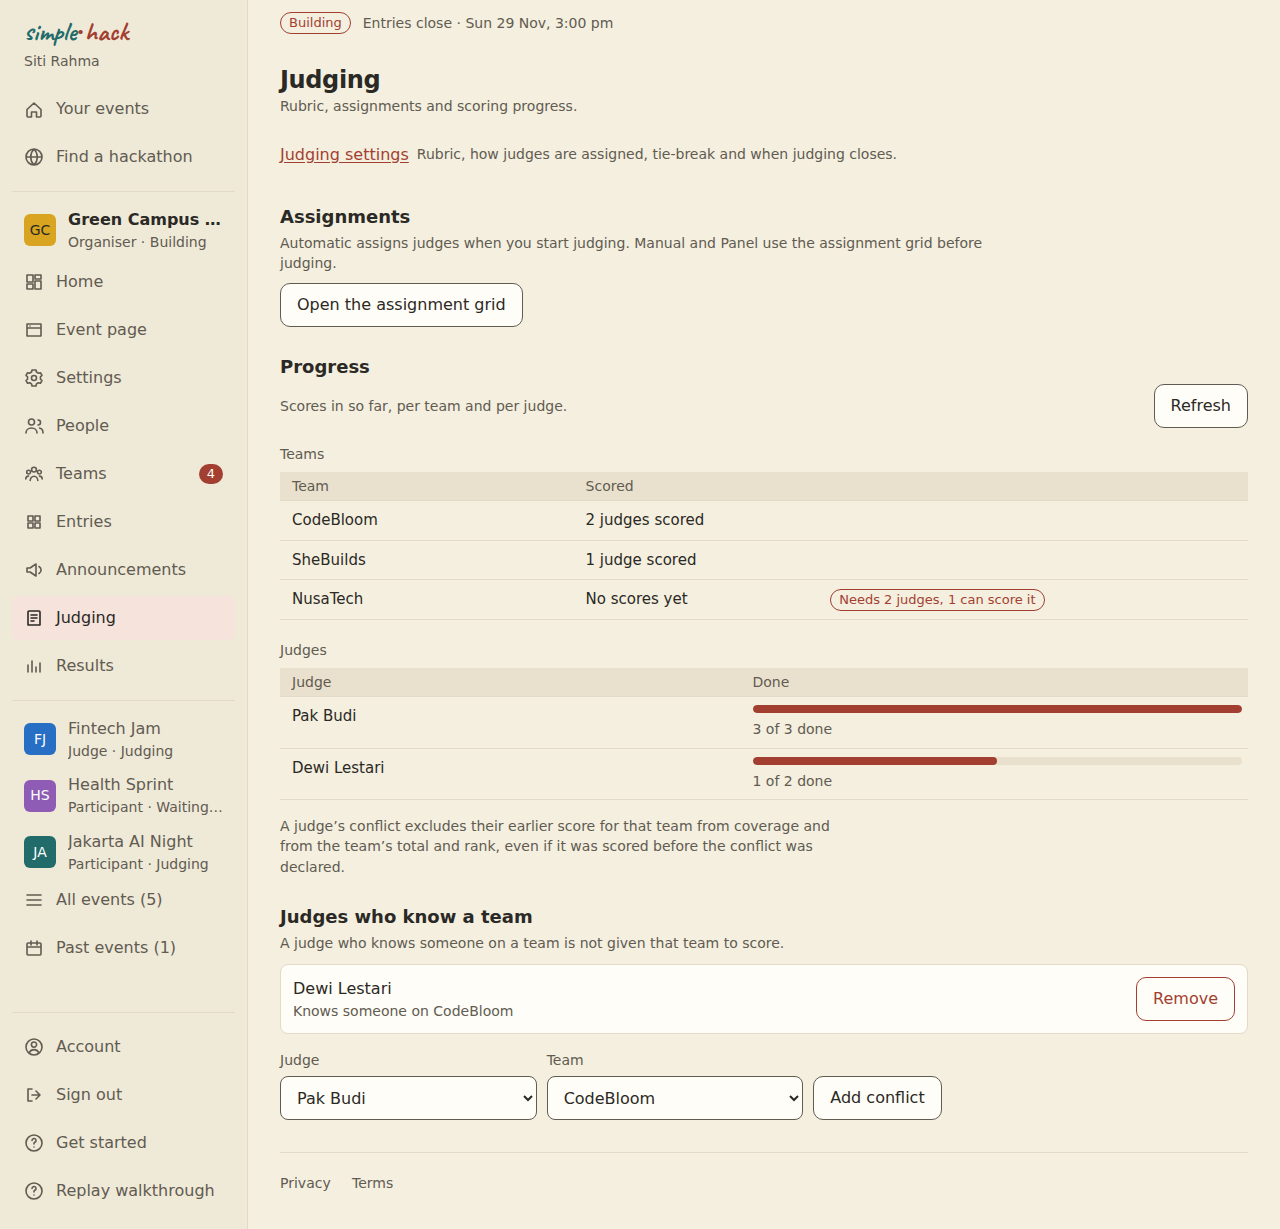 simple·hack
Siti Rahma
Your events
Find a hackathon
GC
Green Campus …
Organiser · Building
Home
Event page
Settings
People
Teams
4
Entries
Announcements
Judging
Results
FJ
Fintech Jam
Judge · Judging
HS
Health Sprint
Participant · Waiting…
JA
Jakarta AI Night
Participant · Judging
All events (5)
Past events (1)
Account
Sign out
Get started
Replay walkthrough
Building
Entries close · Sun 29 Nov, 3:00 pm
Judging
Rubric, assignments and scoring progress.
Judging settings Rubric, how judges are assigned, tie-break and when judging closes.
Assignments
Automatic assigns judges when you start judging. Manual and Panel use the assignment grid before
judging.
Open the assignment grid
Progress
Scores in so far, per team and per judge.
Refresh
Teams
Team Scored
CodeBloom 2 judges scored
SheBuilds 1 judge scored
NusaTech No scores yet Needs 2 judges, 1 can score it
Judges
Judge Done
Pak Budi
3 of 3 done
Dewi Lestari
1 of 2 done
A judge’s conflict excludes their earlier score for that team from coverage and
from the team’s total and rank, even if it was scored before the conflict was
declared.
Judges who know a team
A judge who knows someone on a team is not given that team to score.
Dewi Lestari
Knows someone on CodeBloom
Remove
Judge Team
Pak Budi CodeBloom Add conflict
Privacy Terms